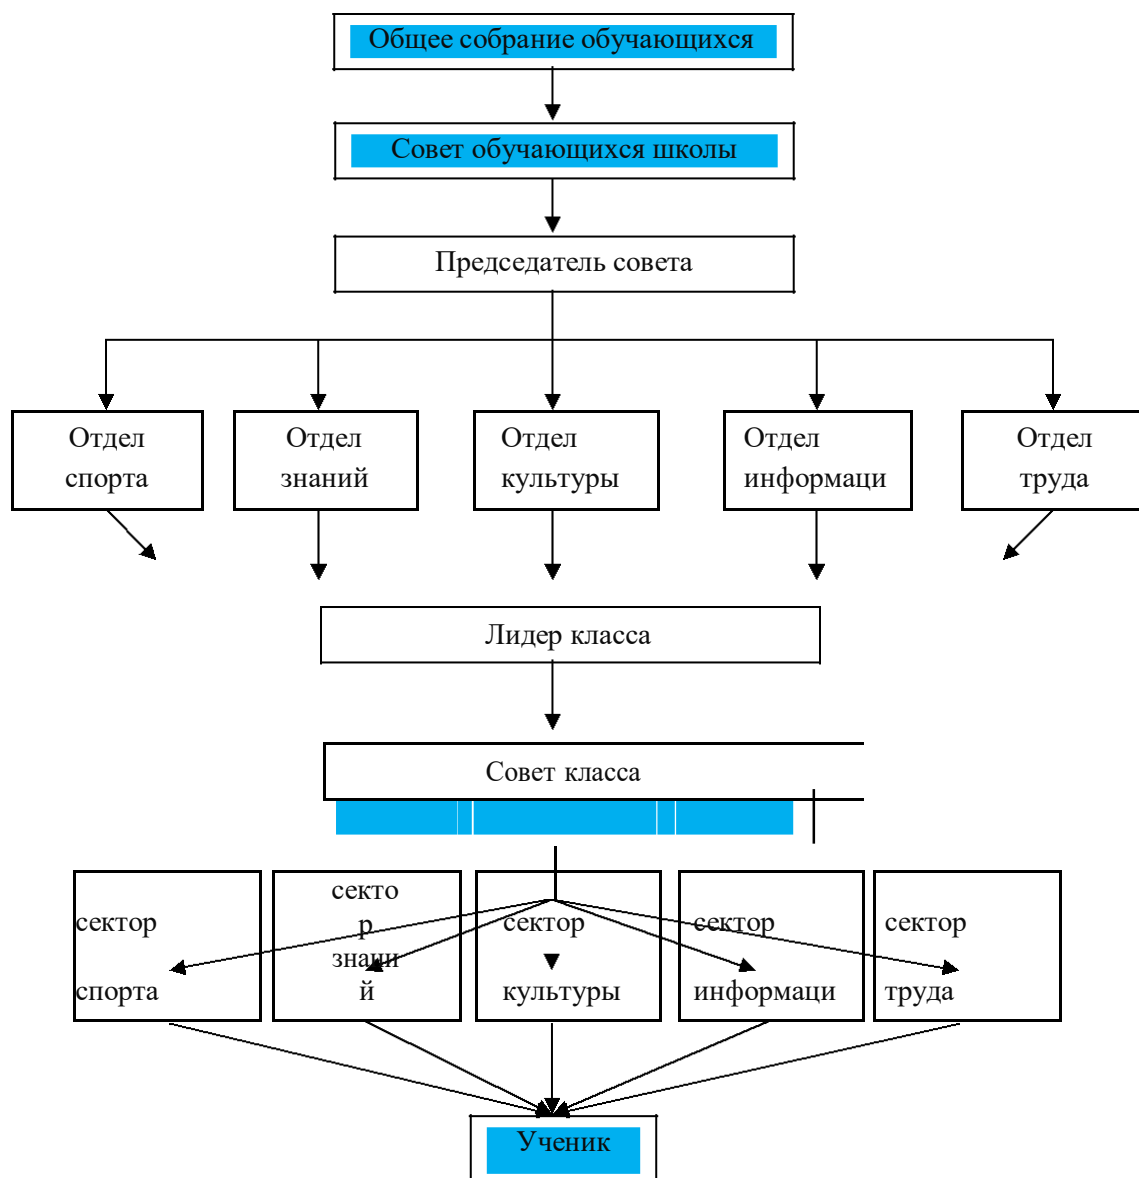 Общее собрание обучающихся
Совет обучающихся школы
Председатель совета
Отдел
спорта
Отдел
знаний
Отдел
культуры
Отдел
информаци
Отдел
труда
Лидер класса
Совет класса
сектор
спорта
секто
р
знани
й
сектор
культуры
сектор
информаци
сектор
труда
Ученик